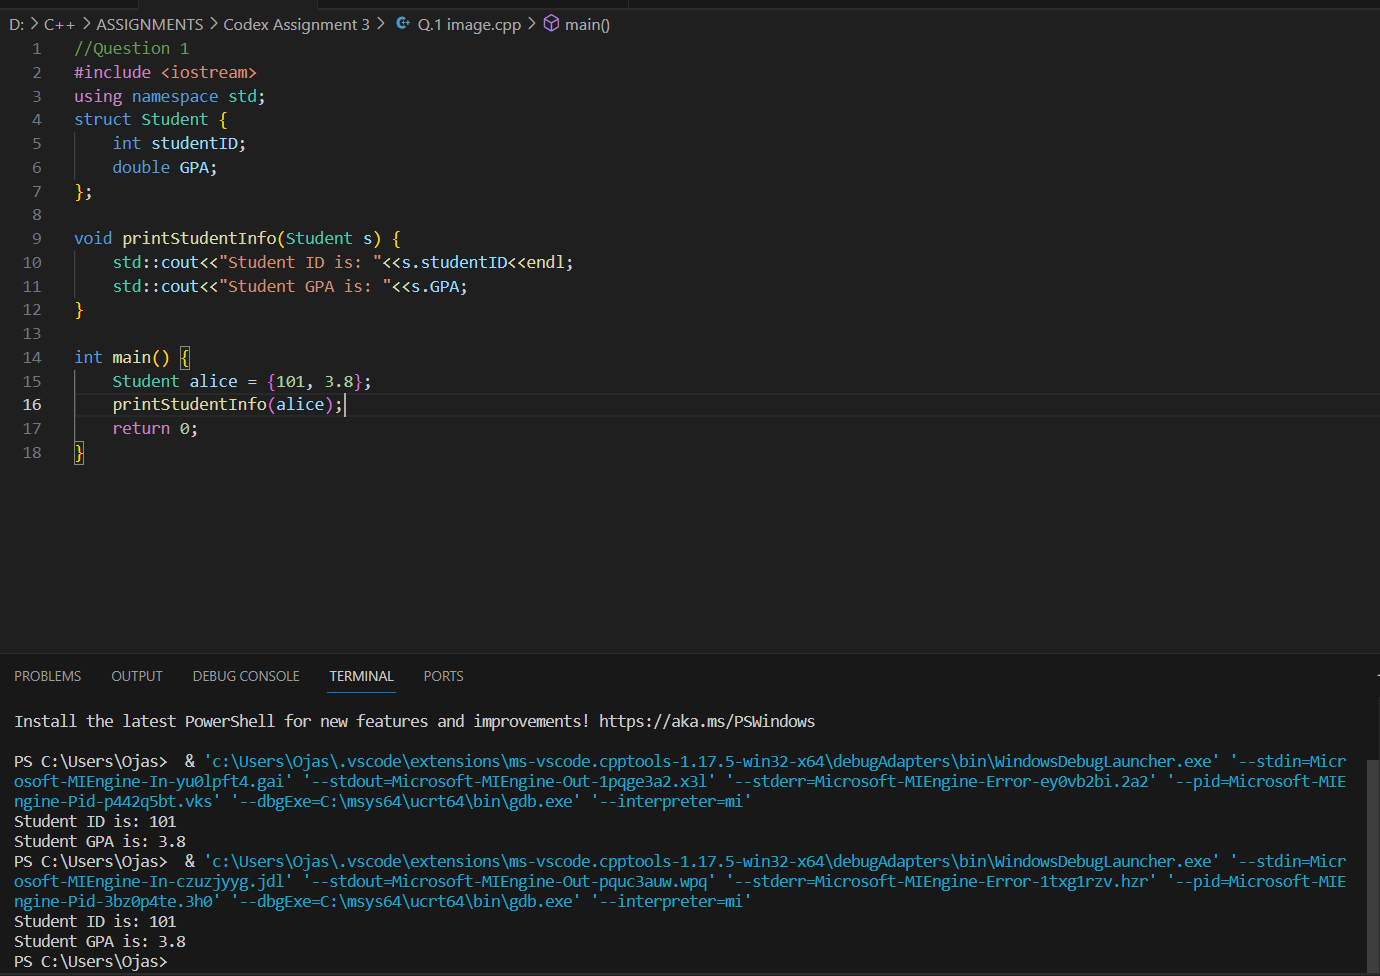 D: > C++ > ASSIGNMENTS > Codex Assignment 3 > Q.1 image.cpp > main()
1 //Question 1
2 #include <iostream>
3 using namespace std;
4 struct Student {
5     int studentID;
6     double GPA;
7 };
8
9 void printStudentInfo(Student s) {
10     std::cout<<"Student ID is: "<<s.studentID<<endl;
11     std::cout<<"Student GPA is: "<<s.GPA;
12 }
13
14 int main() {
15     Student alice = {101, 3.8};
16     printStudentInfo(alice);
17     return 0;
18 }
PROBLEMS OUTPUT DEBUG CONSOLE TERMINAL PORTS
Install the latest PowerShell for new features and improvements! https://aka.ms/PSWindows
PS C:\Users\Ojas>  & 'c:\Users\Ojas\.vscode\extensions\ms-vscode.cpptools-1.17.5-win32-x64\debugAdapters\bin\WindowsDebugLauncher.exe' '--stdin=Micr
osoft-MIEngine-In-yu0lpft4.gai' '--stdout=Microsoft-MIEngine-Out-1pqge3a2.x3l' '--stderr=Microsoft-MIEngine-Error-ey0vb2bi.2a2' '--pid=Microsoft-MIE
ngine-Pid-p442q5bt.vks' '--dbgExe=C:\msys64\ucrt64\bin\gdb.exe' '--interpreter=mi'
Student ID is: 101
Student GPA is: 3.8
PS C:\Users\Ojas>  & 'c:\Users\Ojas\.vscode\extensions\ms-vscode.cpptools-1.17.5-win32-x64\debugAdapters\bin\WindowsDebugLauncher.exe' '--stdin=Micr
osoft-MIEngine-In-czuzjyyg.jdl' '--stdout=Microsoft-MIEngine-Out-pquc3auw.wpq' '--stderr=Microsoft-MIEngine-Error-1txg1rzv.hzr' '--pid=Microsoft-MIE
ngine-Pid-3bz0p4te.3h0' '--dbgExe=C:\msys64\ucrt64\bin\gdb.exe' '--interpreter=mi'
Student ID is: 101
Student GPA is: 3.8
PS C:\Users\Ojas>